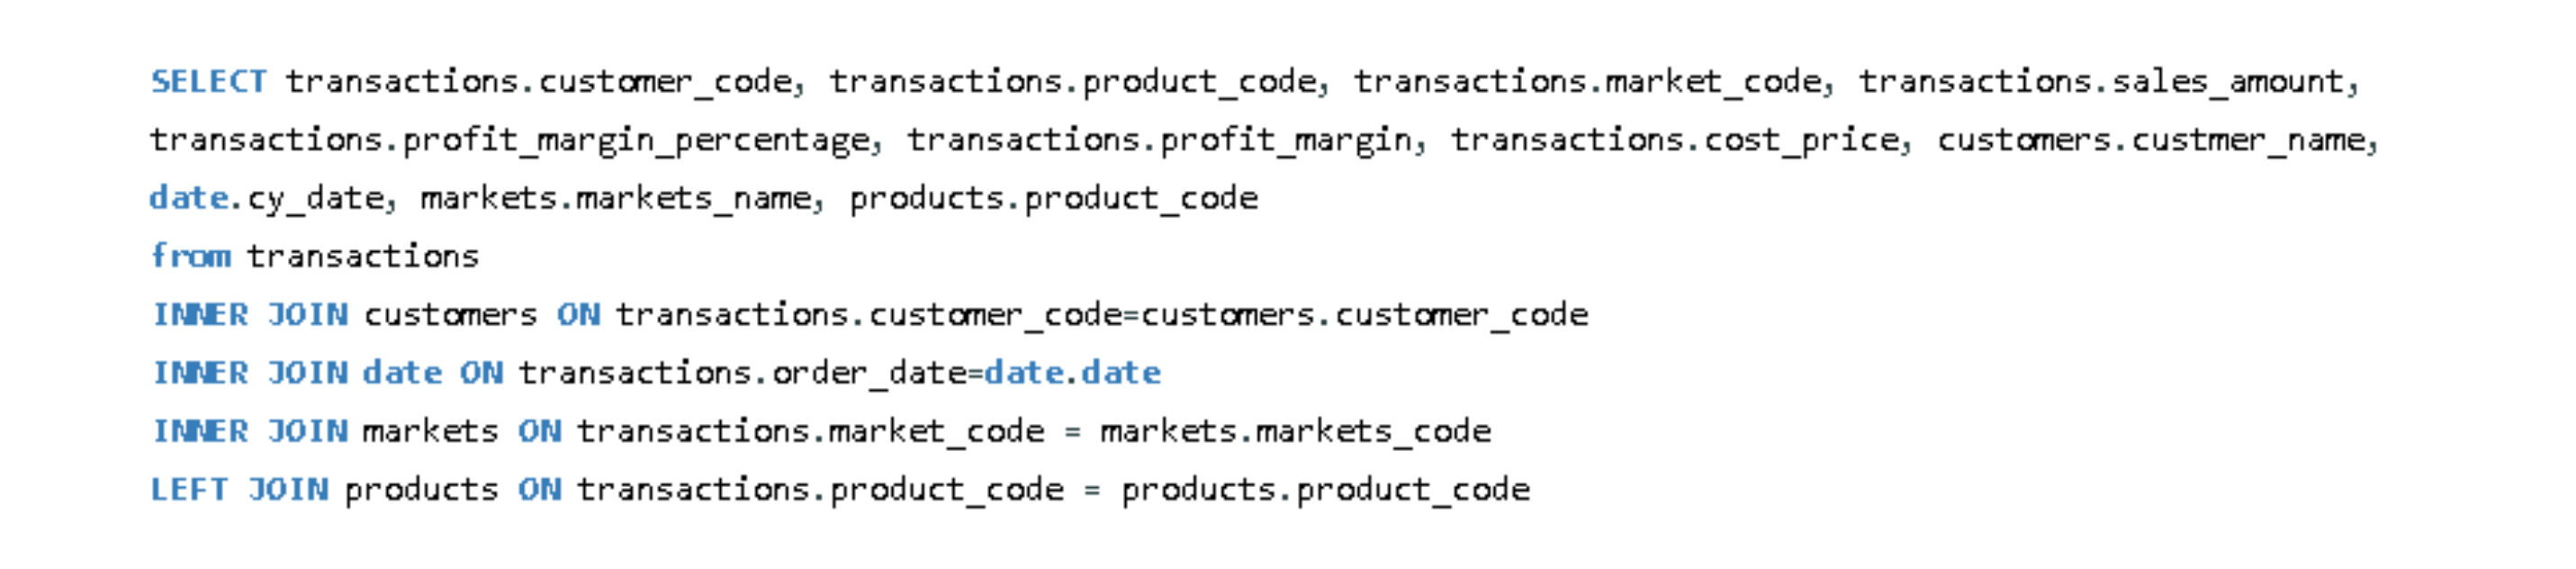 SELECT transactions.customer_code, transactions.product_code, transactions.market_code, transactions.sales_amount,
transactions.profit_margin_percentage, transactions.profit_margin, transactions.cost_price, customers.custmer_name,
date.cy_date, markets.markets_name, products.product_code
from transactions
INNER JOIN customers ON transactions.customer_code=customers.customer_code
INNER JOIN date ON transactions.order_date=date.date
INNER JOIN markets ON transactions.market_code = markets.markets_code
LEFT JOIN products ON transactions.product_code = products.product_code